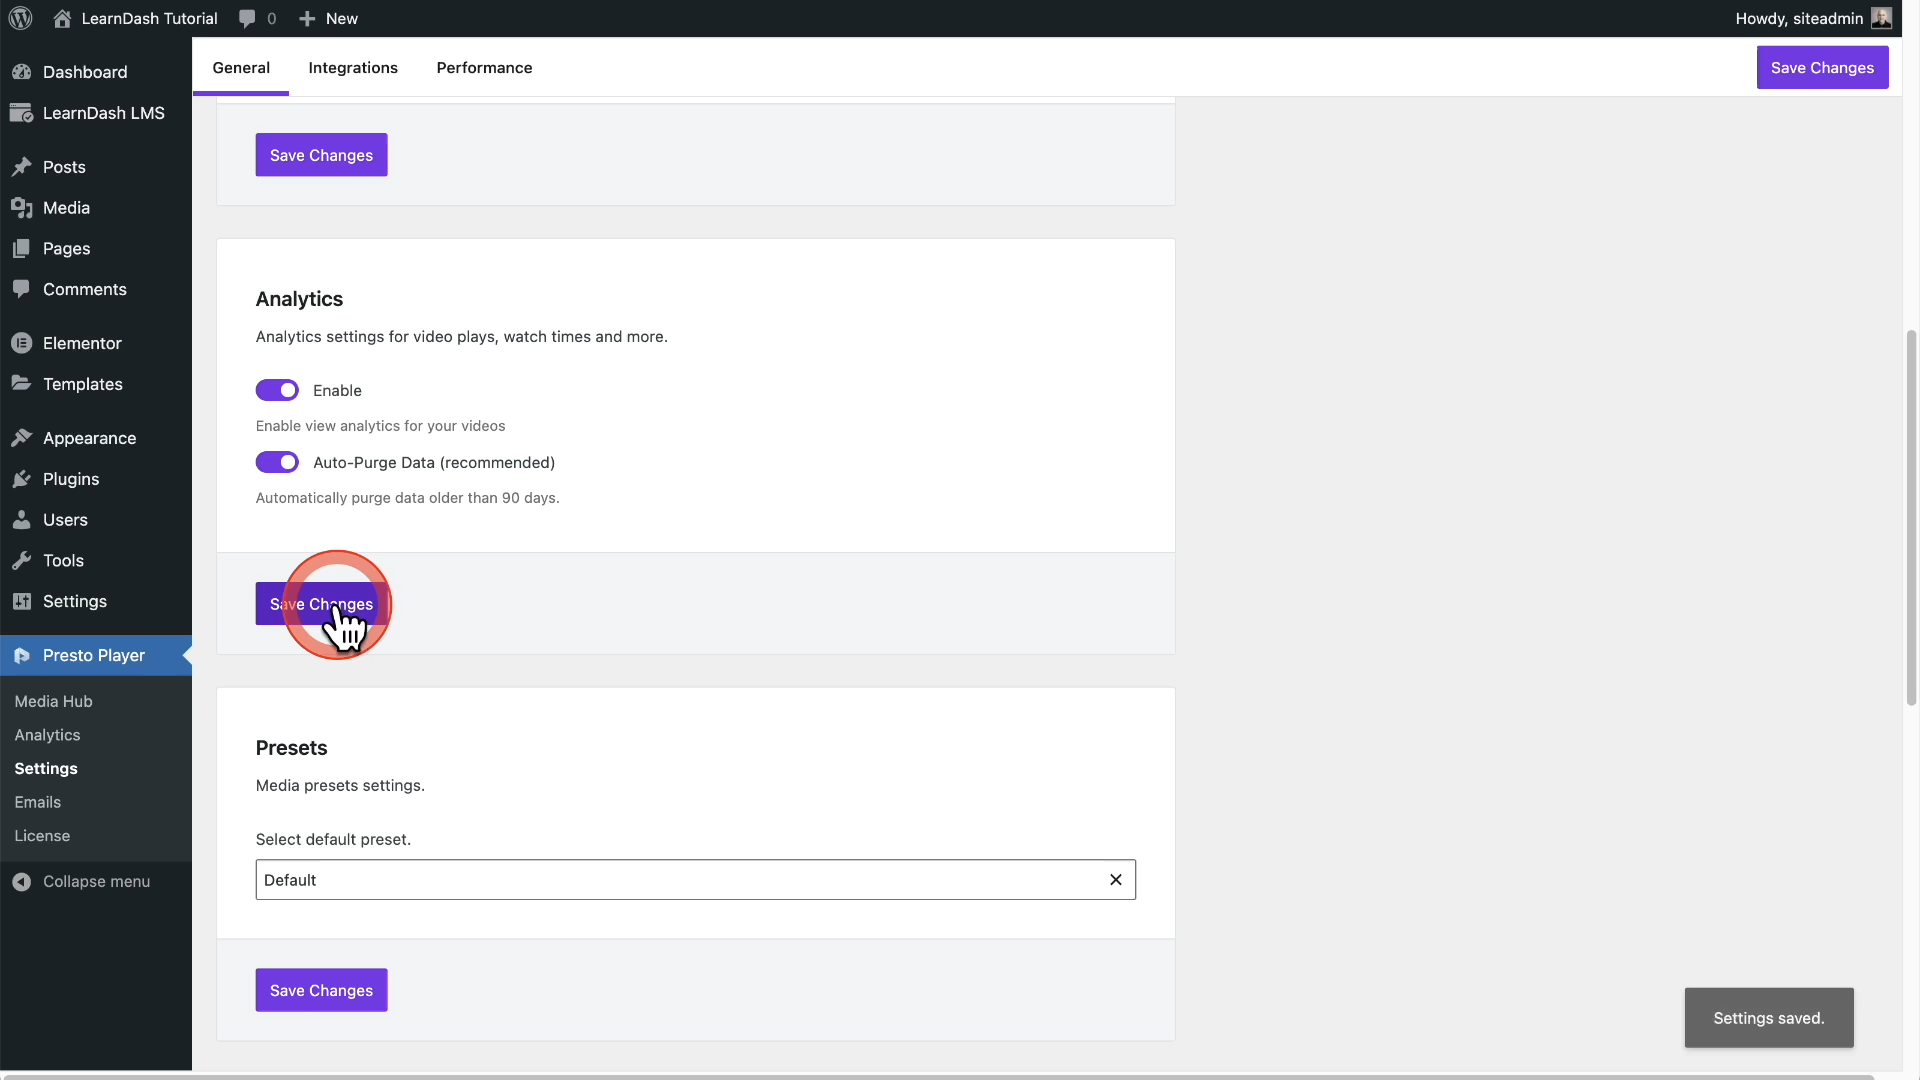 LearnDash Tutorial
0
New
Howdy, siteadmin
Dashboard
LearnDash LMS
Posts
Media
Pages
Comments
Elementor
Templates
Appearance
Plugins
Users
Tools
Settings
Presto Player
Media Hub
Analytics
Settings
Emails
License
Collapse menu
General
Integrations
Performance
Save Changes
Save Changes
Analytics
Analytics settings for video plays, watch times and more.
Enable
Enable view analytics for your videos
Auto-Purge Data (recommended)
Automatically purge data older than 90 days.
Save Changes
Presets
Media presets settings.
Select default preset.
Default
Save Changes
Settings saved.